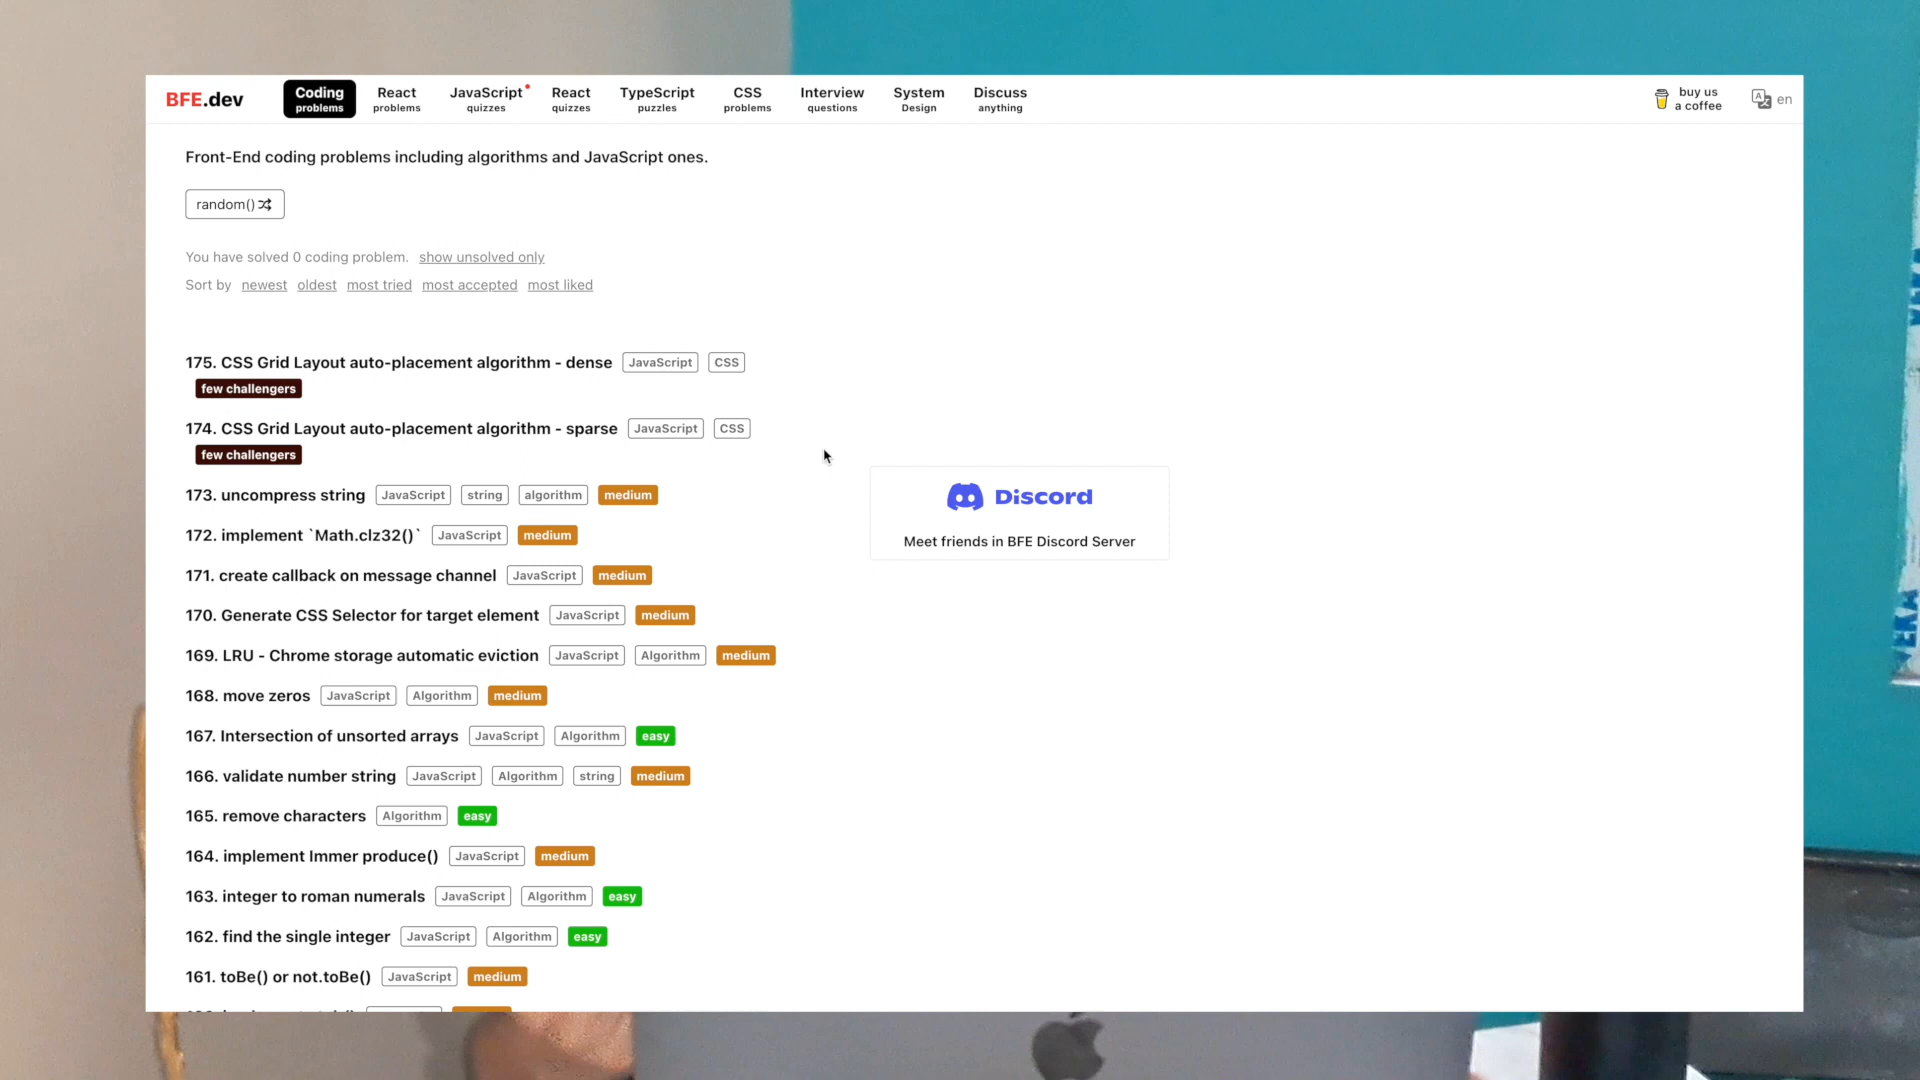 BFE.dev
Coding problems
React problems
JavaScript quizzes
React quizzes
TypeScript puzzles
CSS problems
Interview questions
System Design
Discuss anything
buy us a coffee
en
Front-End coding problems including algorithms and JavaScript ones.
random()
You have solved 0 coding problem. show unsolved only
Sort by newest oldest most tried most accepted most liked
175. CSS Grid Layout auto-placement algorithm - dense JavaScript CSS
few challengers
174. CSS Grid Layout auto-placement algorithm - sparse JavaScript CSS
few challengers
173. uncompress string JavaScript string algorithm medium
172. implement `Math.clz32()` JavaScript medium
171. create callback on message channel JavaScript medium
170. Generate CSS Selector for target element JavaScript medium
169. LRU - Chrome storage automatic eviction JavaScript Algorithm medium
168. move zeros JavaScript Algorithm medium
167. Intersection of unsorted arrays JavaScript Algorithm easy
166. validate number string JavaScript Algorithm string medium
165. remove characters Algorithm easy
164. implement Immer produce() JavaScript medium
163. integer to roman numerals JavaScript Algorithm easy
162. find the single integer JavaScript Algorithm easy
161. toBe() or not.toBe() JavaScript medium
Discord
Meet friends in BFE Discord Server